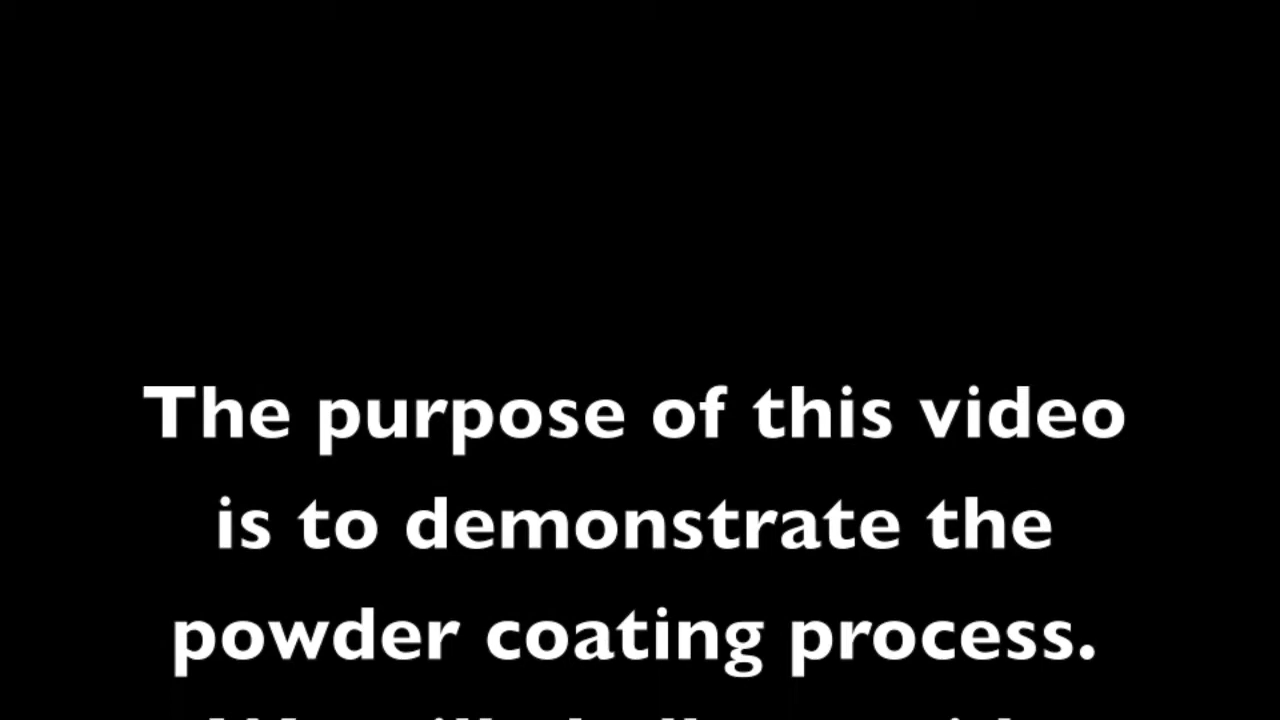 The purpose of this video
is to demonstrate the
powder coating process.